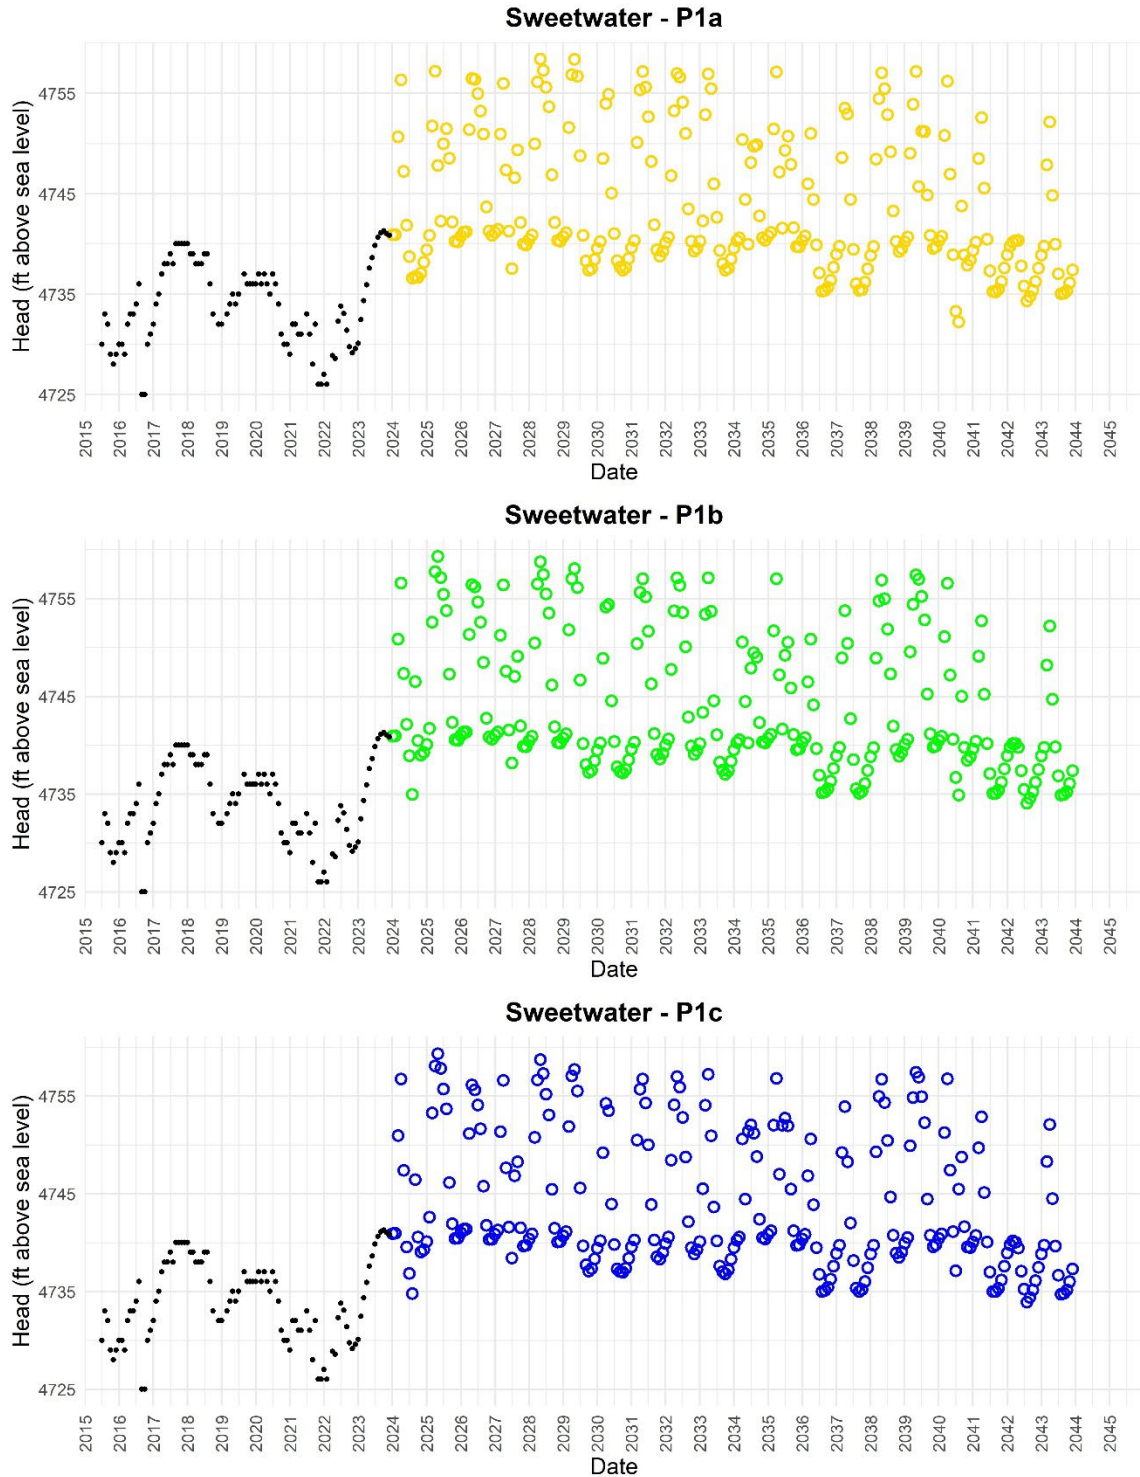 Sweetwater - P1a
Head (ft above sea level)
4755
4745
4735
4725
2015 2016 2017 2018 2019 2020 2021 2022 2023 2024 2025 2026 2027 2028 2029 2030 2031 2032 2033 2034 2035 2036 2037 2038 2039 2040 2041 2042 2043 2044 2045
Date
Sweetwater - P1b
Head (ft above sea level)
4755
4745
4735
4725
2015 2016 2017 2018 2019 2020 2021 2022 2023 2024 2025 2026 2027 2028 2029 2030 2031 2032 2033 2034 2035 2036 2037 2038 2039 2040 2041 2042 2043 2044 2045
Date
Sweetwater - P1c
Head (ft above sea level)
4755
4745
4735
4725
2015 2016 2017 2018 2019 2020 2021 2022 2023 2024 2025 2026 2027 2028 2029 2030 2031 2032 2033 2034 2035 2036 2037 2038 2039 2040 2041 2042 2043 2044 2045
Date